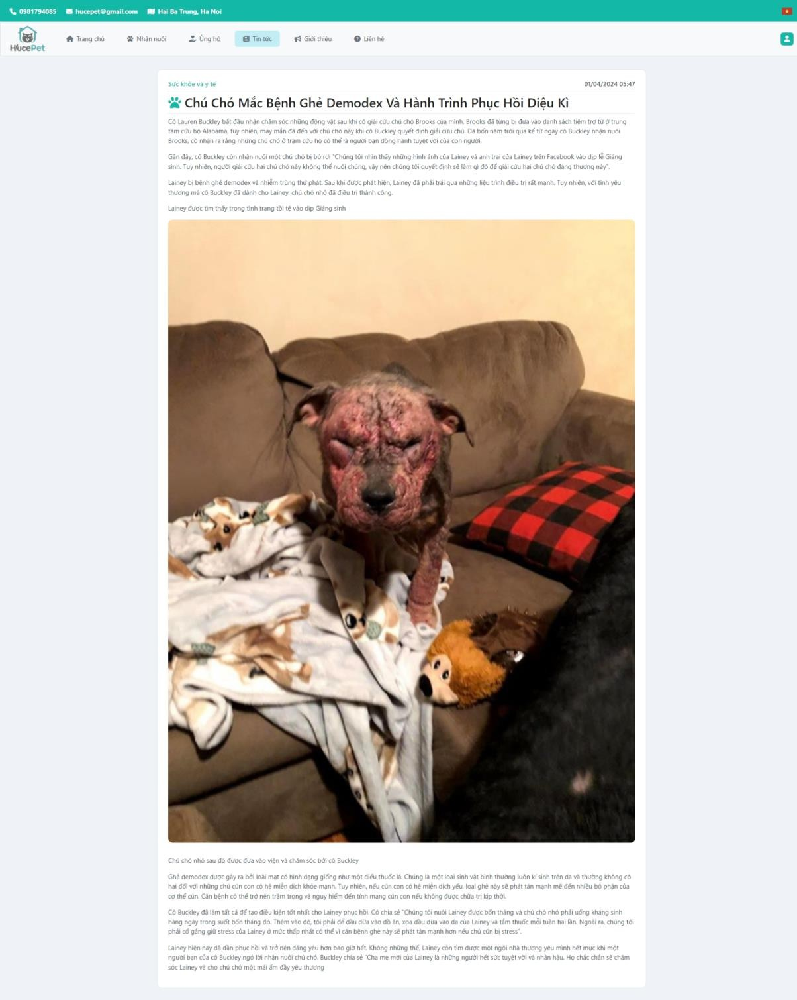 0981794085 hucepet@gmail.com Hai Ba Trung, Ha Noi
HucePet Trang chủ Nhận nuôi Ủng hộ Tin tức Giới thiệu Liên hệ
Sức khỏe và y tế 01/04/2024 05:47
Chú Chó Mắc Bệnh Ghẻ Demodex Và Hành Trình Phục Hồi Diệu Kì
Cô Lauren Buckley bắt đầu nhận chăm sóc những động vật sau khi cô giải cứu chú chó Brooks của mình. Brooks đã từng bị đưa vào danh sách tiêm trợ tử ở trung
tâm cứu hộ Alabama, tuy nhiên, may mắn đã đến với chú chó này khi cô Buckley quyết định giải cứu chú. Đã bốn năm trôi qua kể từ ngày cô Buckley nhận nuôi
Brooks, cô nhận ra rằng những chú chó ở trạm cứu hộ có thể là người bạn đồng hành tuyệt vời của con người.
Gần đây, cô Buckley còn nhận nuôi một chú chó bị bỏ rơi "Chúng tôi nhìn thấy những hình ảnh của Lainey và anh trai của Lainey trên Facebook vào dịp lễ Giáng
sinh. Tuy nhiên, người giải cứu hai chú chó này không thể nuôi chúng, vậy nên chúng tôi quyết định sẽ làm gì đó để giải cứu hai chú chó đáng thương này".
Lainey bị bệnh ghẻ demodex và nhiễm trùng thứ phát. Sau khi được phát hiện, Lainey đã phải trải qua những liệu trình điều trị rất mạnh. Tuy nhiên, với tình yêu
thương mà cô Buckley đã dành cho Lainey, chú chó nhỏ đã điều trị thành công.
Lainey được tìm thấy trong tình trạng tồi tệ vào dịp Giáng sinh
Chú chó nhỏ sau đó được đưa vào viện và chăm sóc bởi cô Buckley
Ghẻ demodex được gây ra bởi loài mạt có hình dạng giống như một điếu thuốc lá. Chúng là một loại sinh vật bình thường luôn kí sinh trên da và thường không có
hại đối với những chú cún con có hệ miễn dịch khỏe mạnh. Tuy nhiên, nếu cún con có hệ miễn dịch yếu, loại ghẻ này sẽ phát tán mạnh mẽ đến nhiều bộ phận của
cơ thể cún. Căn bệnh có thể trở nên trầm trọng và nguy hiểm đến tính mạng cún con nếu không được chữa trị kịp thời.
Cô Buckley đã làm tất cả để tạo điều kiện tốt nhất cho Lainey phục hồi. Cô chia sẻ "Chúng tôi nuôi Lainey được bốn tháng và chú chó nhỏ phải uống kháng sinh
hàng ngày trong suốt bốn tháng đó. Thêm vào đó, tôi phải để dầu dừa vào đồ ăn, xoa dầu dừa vào da của Lainey và tắm thuốc mỗi tuần hai lần. Ngoài ra, chúng tôi
phải cố gắng giữ stress của Lainey ở mức thấp nhất có thể vì căn bệnh ghẻ này sẽ phát tán mạnh hơn nếu chú cún bị stress".
Lainey hiện nay đã dần phục hồi và trở nên đáng yêu hơn bao giờ hết. Không những thế, Lainey còn tìm được một ngôi nhà thương yêu mình hết mực khi một
người bạn của cô Buckley ngỏ lời nhận nuôi chú chó. Buckley chia sẻ "Cha mẹ mới của Lainey là những người hết sức tuyệt vời và nhân hậu. Họ chắc chắn sẽ chăm
sóc Lainey và cho chú chó một mái ấm đầy yêu thương